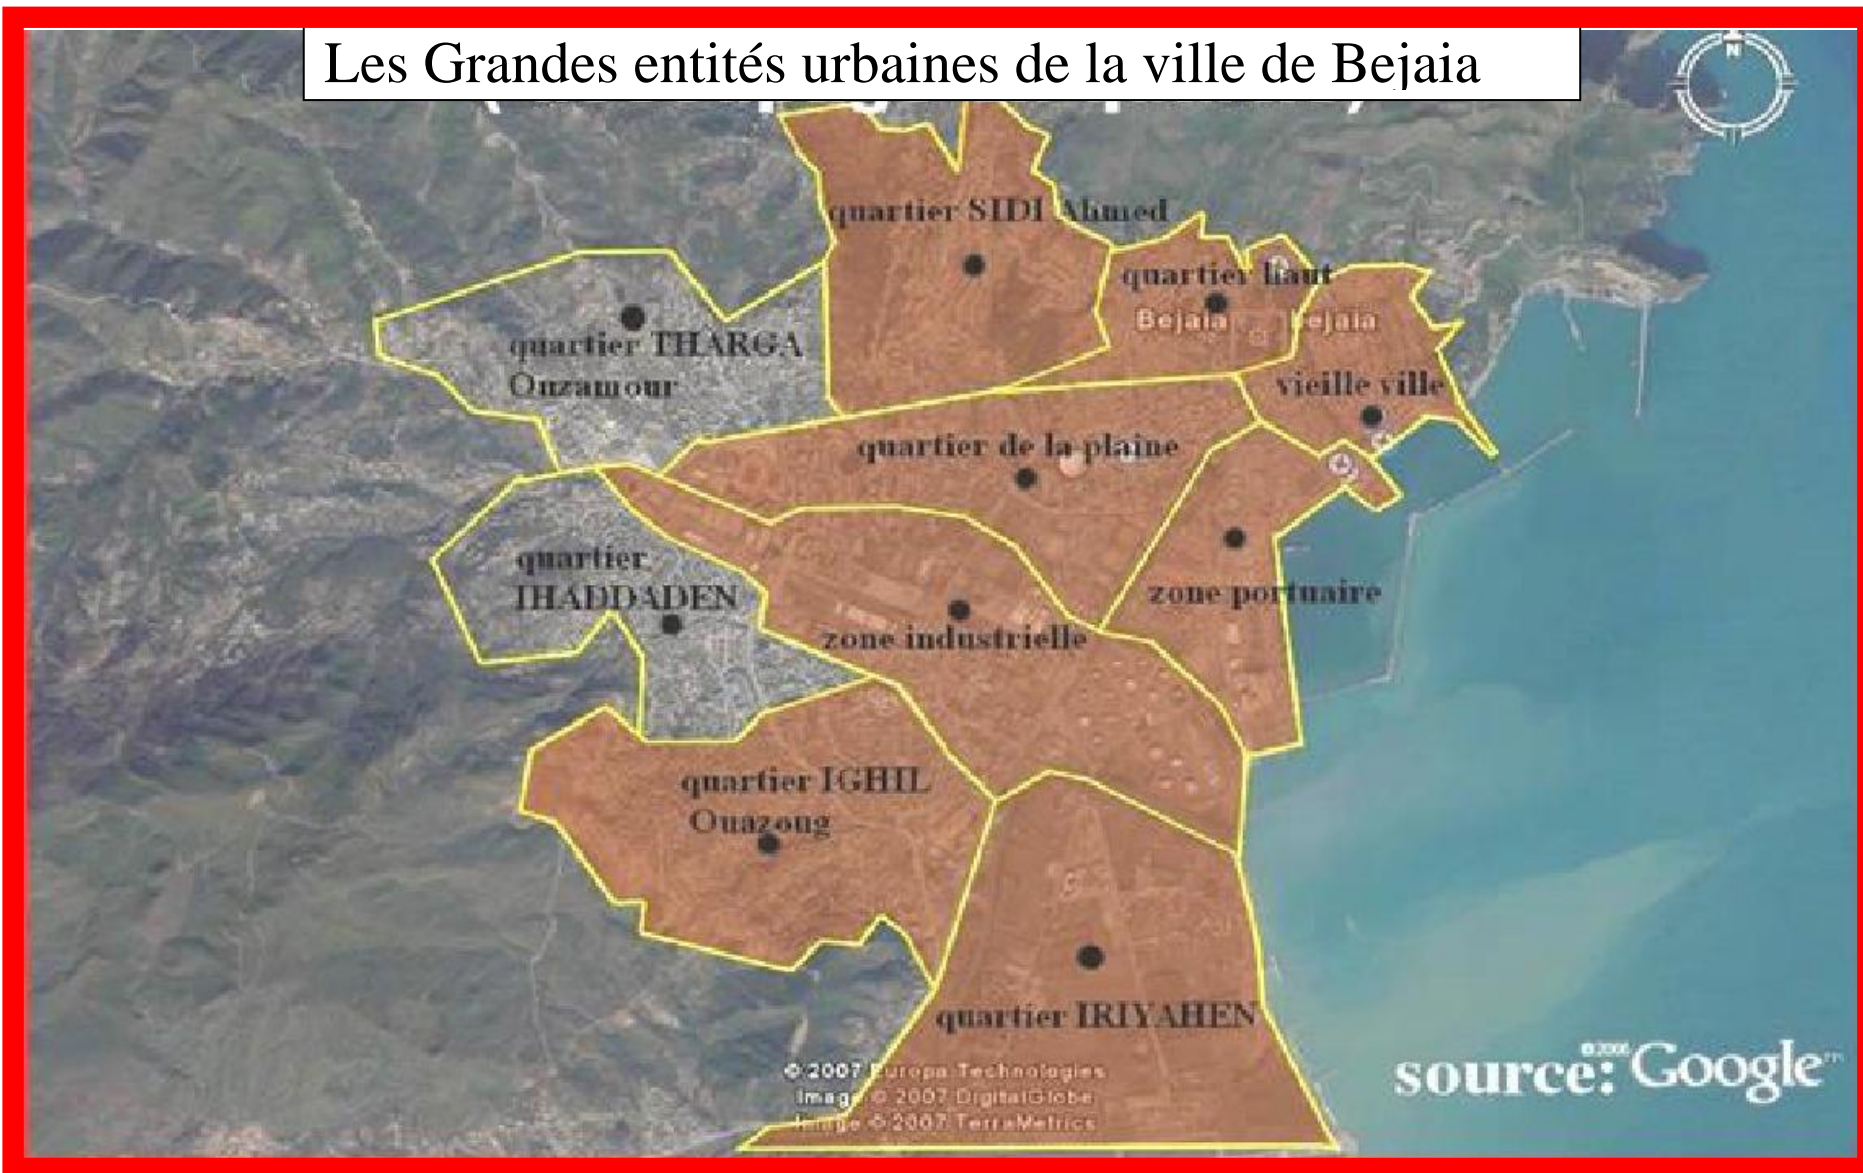 Les Grandes entités urbaines de la ville de Bejaia
N
quartier SIDI Ahmed
quartier haut
Bejaia
Bejaia
quartier THARGA
Ouzamour
vieille ville
quartier de la plaine
quartier
IHADDADEN
zone portuaire
zone industrielle
quartier IGHIL
Ouazoug
quartier IRIYAHEN
© 2007 Europa Technologies
Image © 2007 DigitalGlobe
Image © 2007 TerraMetrics
©2006
source: Google™